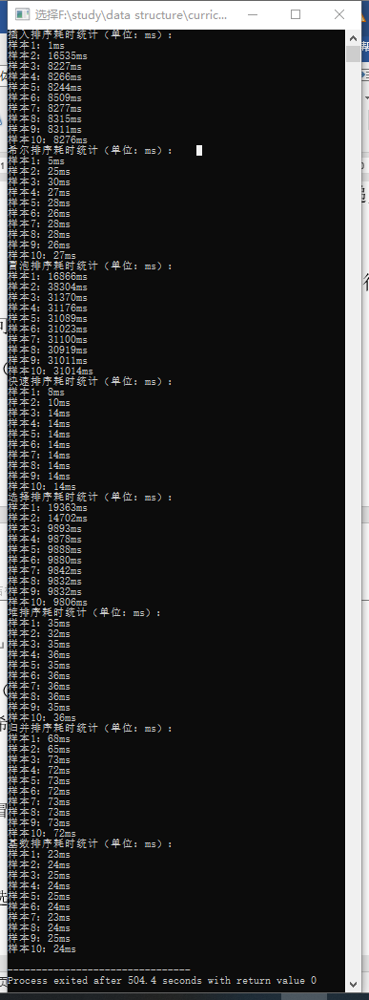 选择F:\study\data structure\curric...
插入排序耗时统计（单位：ms）：
样本1：1ms
样本2：16535ms
样本3：8227ms
样本4：8266ms
样本5：8244ms
样本6：8509ms
样本7：8277ms
样本8：8315ms
样本9：8311ms
样本10：8276ms
希尔排序耗时统计（单位：ms）：
样本1：5ms
样本2：25ms
样本3：30ms
样本4：27ms
样本5：28ms
样本6：26ms
样本7：28ms
样本8：28ms
样本9：26ms
样本10：27ms
冒泡排序耗时统计（单位：ms）：
样本1：16866ms
样本2：38304ms
样本3：31370ms
样本4：31176ms
样本5：31089ms
样本6：31023ms
样本7：31100ms
样本8：30919ms
样本9：31011ms
样本10：31014ms
快速排序耗时统计（单位：ms）：
样本1：8ms
样本2：10ms
样本3：14ms
样本4：14ms
样本5：14ms
样本6：14ms
样本7：14ms
样本8：14ms
样本9：14ms
样本10：14ms
选择排序耗时统计（单位：ms）：
样本1：19363ms
样本2：14702ms
样本3：9893ms
样本4：9878ms
样本5：9888ms
样本6：9880ms
样本7：9842ms
样本8：9832ms
样本9：9832ms
样本10：9806ms
堆排序耗时统计（单位：ms）：
样本1：35ms
样本2：32ms
样本3：35ms
样本4：36ms
样本5：35ms
样本6：36ms
样本7：36ms
样本8：36ms
样本9：35ms
样本10：36ms
归并排序耗时统计（单位：ms）：
样本1：68ms
样本2：65ms
样本3：73ms
样本4：72ms
样本5：73ms
样本6：72ms
样本7：73ms
样本8：73ms
样本9：73ms
样本10：72ms
基数排序耗时统计（单位：ms）：
样本1：23ms
样本2：24ms
样本3：25ms
样本4：24ms
样本5：25ms
样本6：24ms
样本7：23ms
样本8：24ms
样本9：25ms
样本10：24ms
--------------------------------
Process exited after 504.4 seconds with return value 0